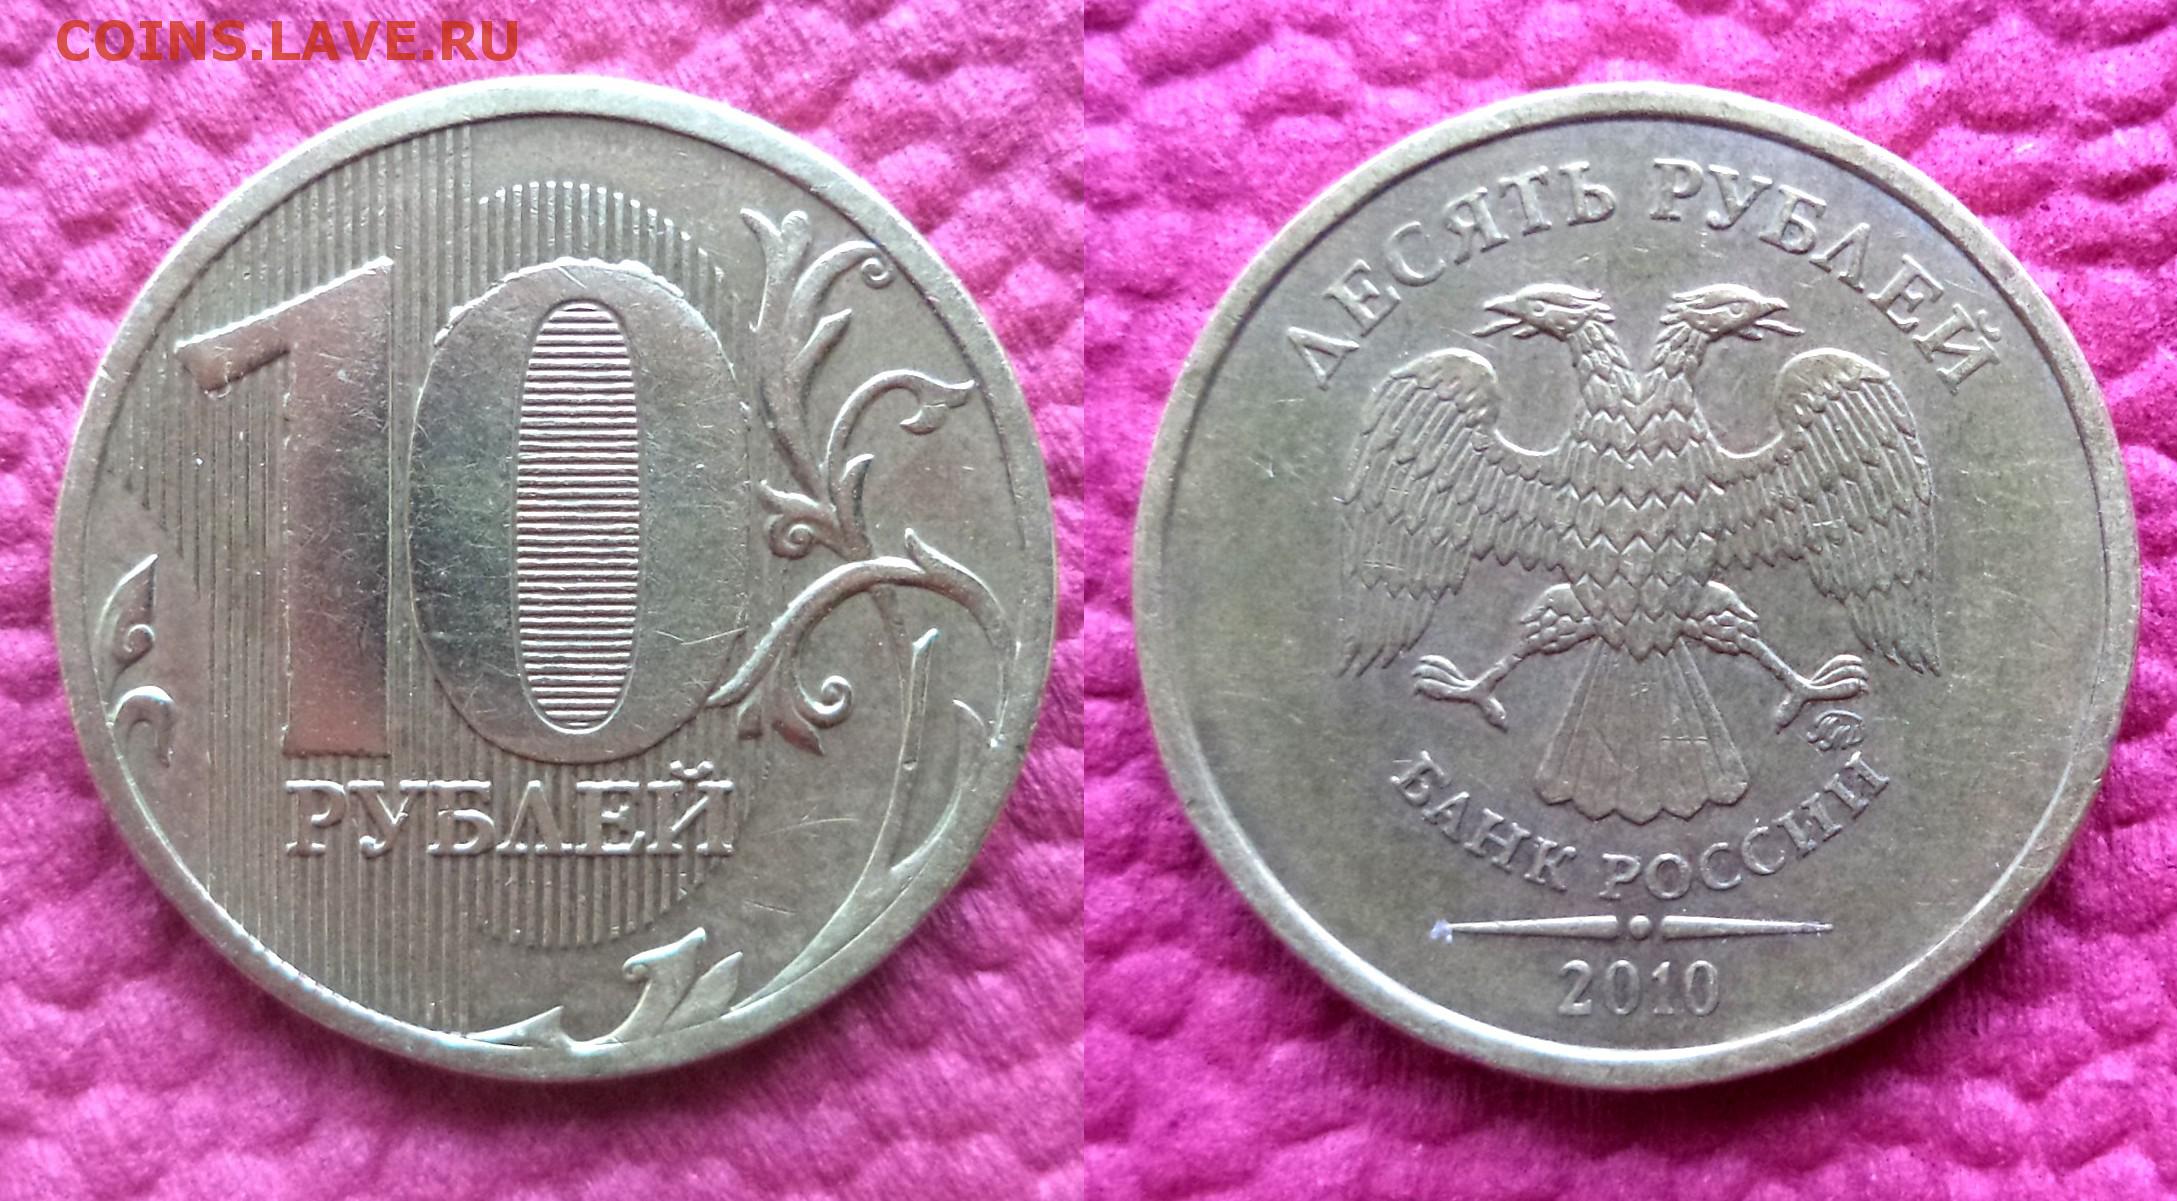 COINS.LAVE.RU
10
РУБЛЕЙ
ДЕСЯТЬ РУБЛЕЙ
БАНК РОССИИ
2010